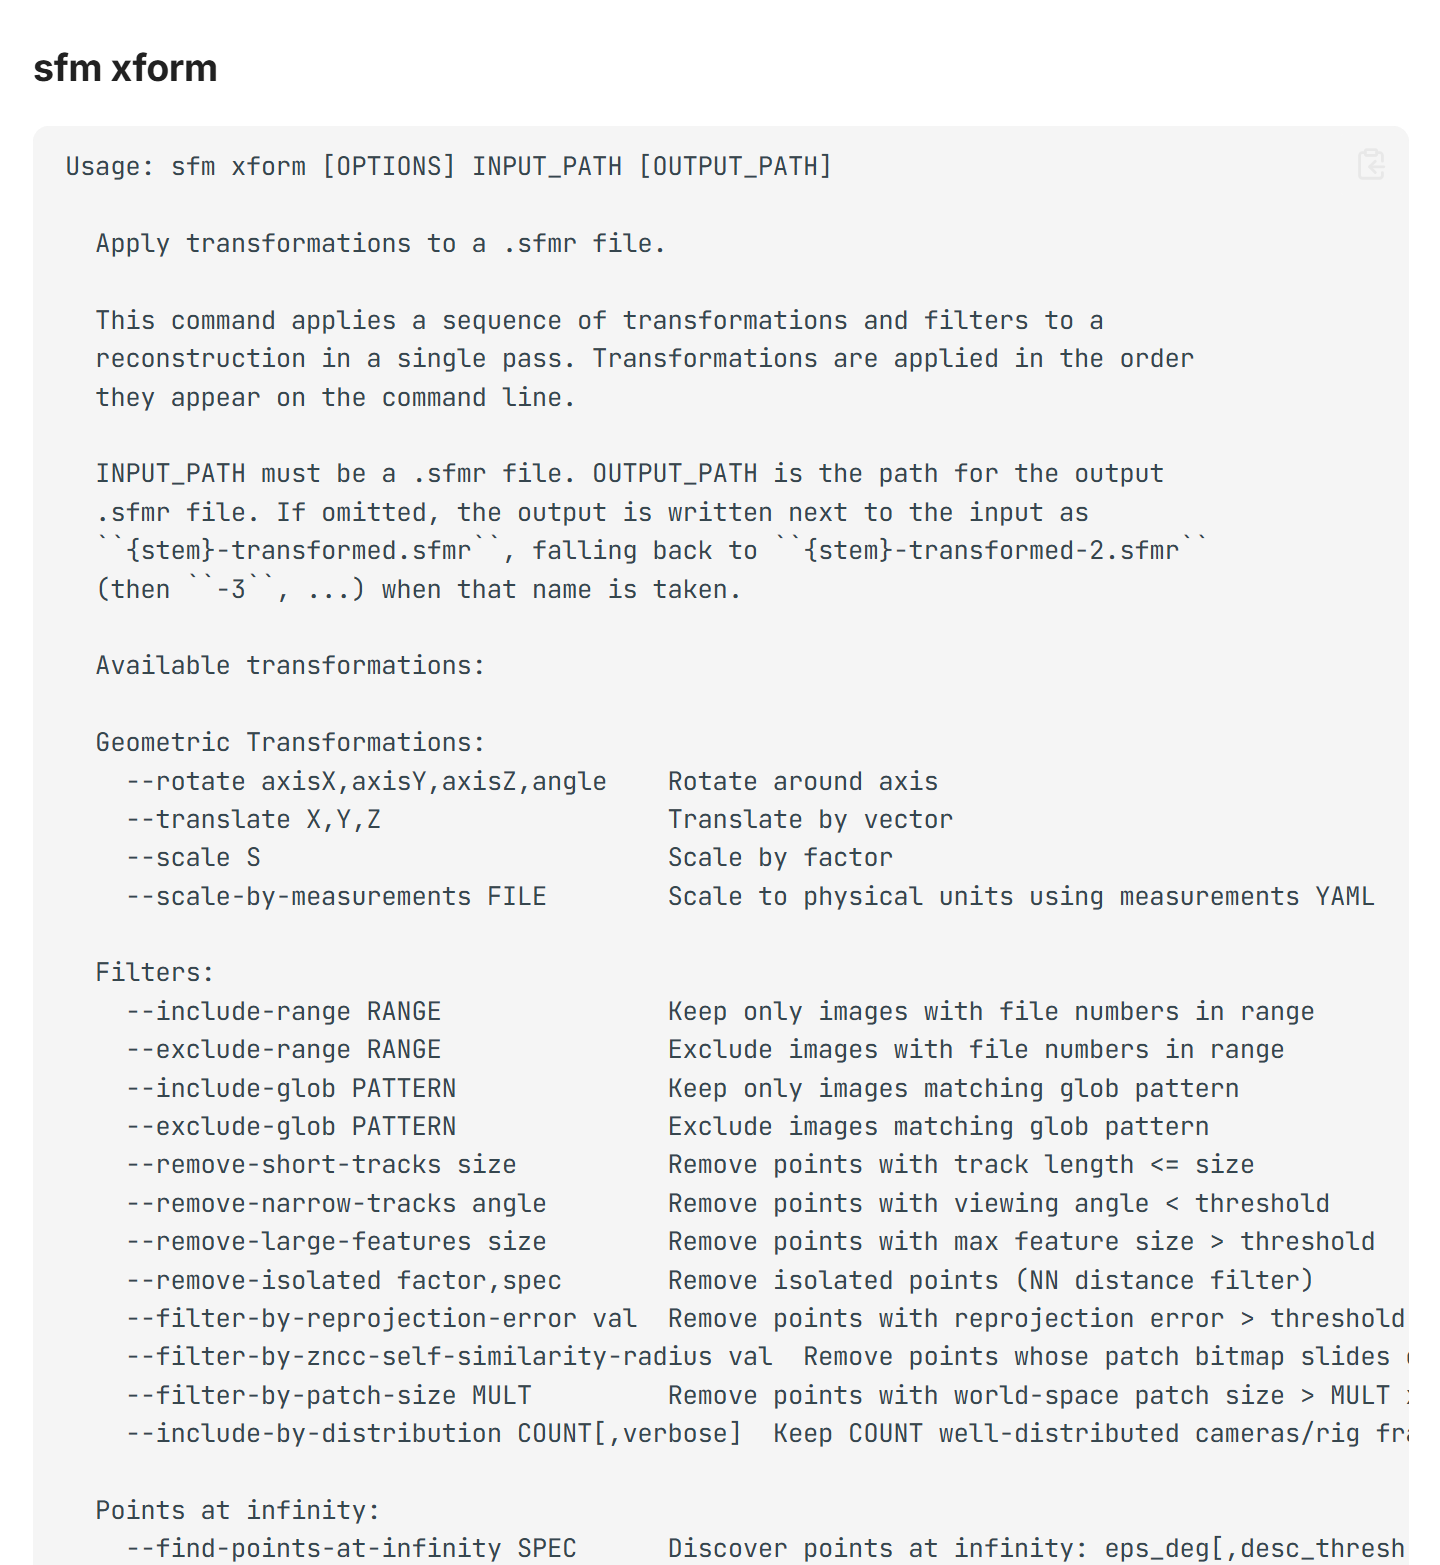 sfm xform
Usage: sfm xform [OPTIONS] INPUT_PATH [OUTPUT_PATH]
Apply transformations to a .sfmr file.
This command applies a sequence of transformations and filters to a
reconstruction in a single pass. Transformations are applied in the order
they appear on the command line.
INPUT_PATH must be a .sfmr file. OUTPUT_PATH is the path for the output
.sfmr file. If omitted, the output is written next to the input as
``{stem}-transformed.sfmr``, falling back to ``{stem}-transformed-2.sfmr``
(then ``-3``, ...) when that name is taken.
Available transformations:
Geometric Transformations:
--rotate axisX,axisY,axisZ,angle    Rotate around axis
--translate X,Y,Z                   Translate by vector
--scale S                           Scale by factor
--scale-by-measurements FILE        Scale to physical units using measurements YAML
Filters:
--include-range RANGE               Keep only images with file numbers in range
--exclude-range RANGE               Exclude images with file numbers in range
--include-glob PATTERN              Keep only images matching glob pattern
--exclude-glob PATTERN              Exclude images matching glob pattern
--remove-short-tracks size          Remove points with track length <= size
--remove-narrow-tracks angle        Remove points with viewing angle < threshold
--remove-large-features size        Remove points with max feature size > threshold
--remove-isolated factor,spec       Remove isolated points (NN distance filter)
--filter-by-reprojection-error val  Remove points with reprojection error > threshold
--filter-by-zncc-self-similarity-radius val  Remove points whose patch bitmap slides
--filter-by-patch-size MULT         Remove points with world-space patch size > MULT
--include-by-distribution COUNT[,verbose]  Keep COUNT well-distributed cameras/rig
Points at infinity:
--find-points-at-infinity SPEC      Discover points at infinity: eps_deg[,desc_thresh